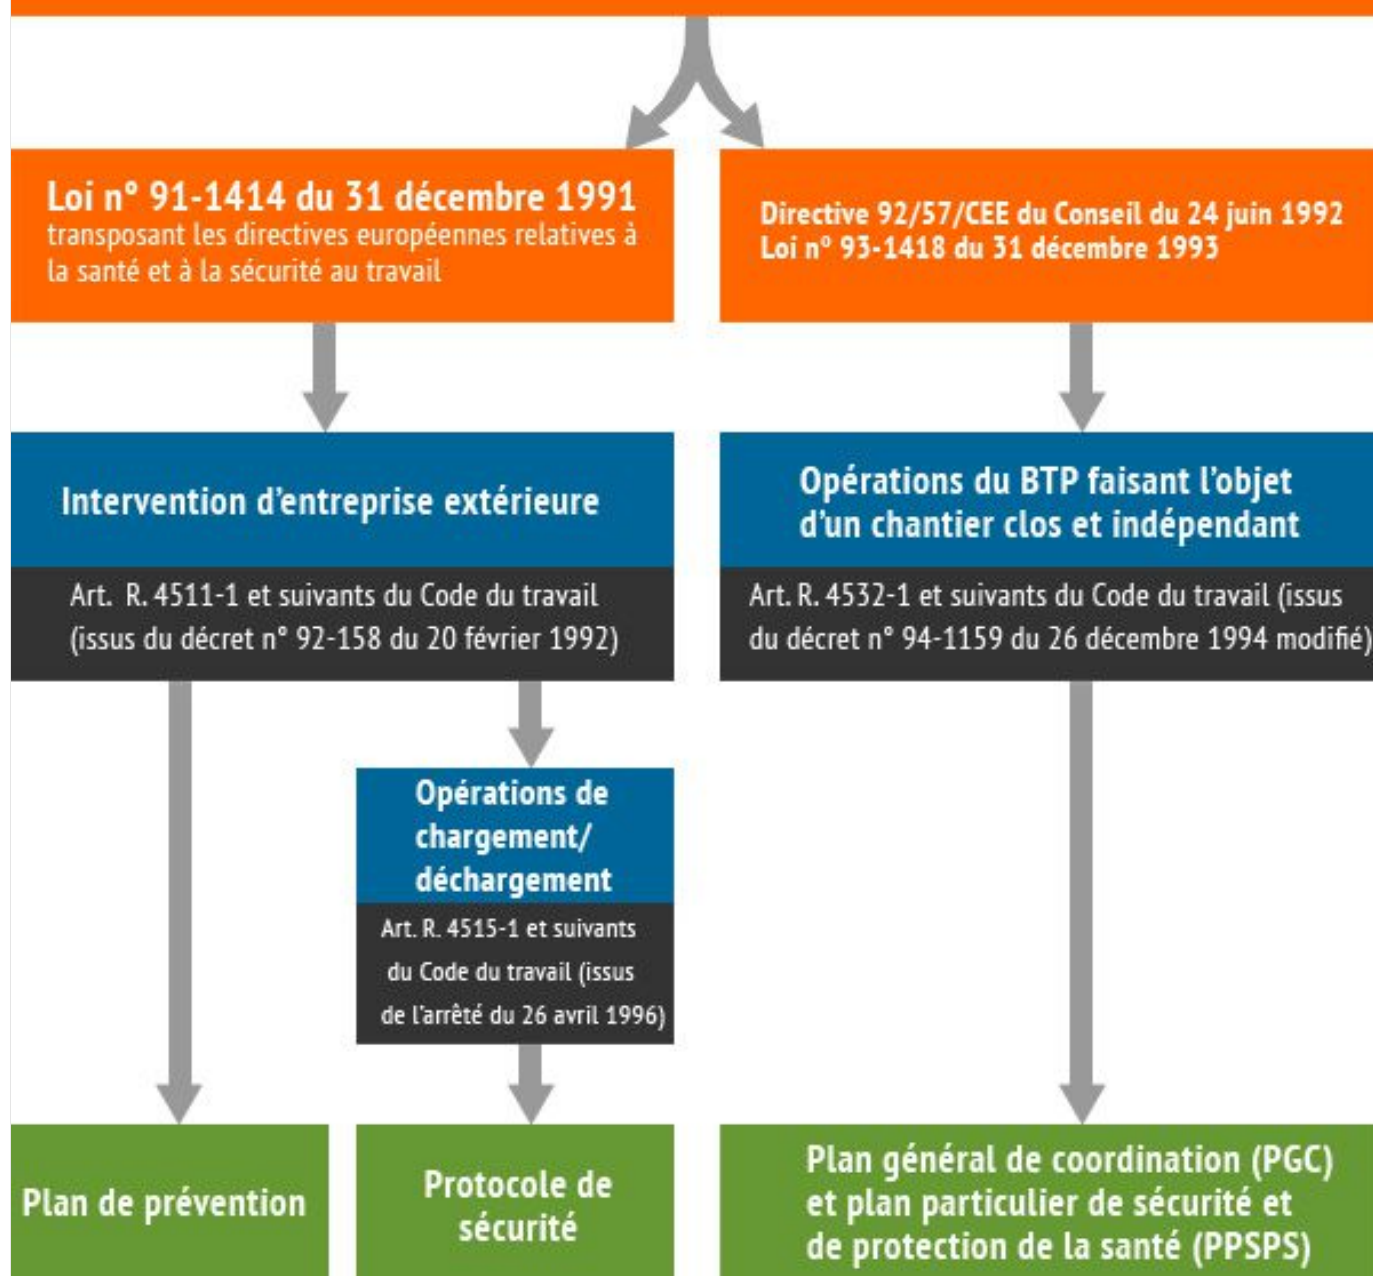 Loi n° 91-1414 du 31 décembre 1991
transposant les directives européennes relatives à
la santé et à la sécurité au travail
Directive 92/57/CEE du Conseil du 24 juin 1992
Loi nº 93-1418 du 31 décembre 1993
Intervention d’entreprise extérieure
Art. R. 4511-1 et suivants du Code du travail
(issus du décret n° 92-158 du 20 février 1992)
Opérations du BTP faisant l’objet
d’un chantier clos et indépendant
Art. R. 4532-1 et suivants du Code du travail (issus
du décret n° 94-1159 du 26 décembre 1994 modifié)
Opérations de
chargement/
déchargement
Art. R. 4515-1 et suivants
du Code du travail (issus
de l’arrêté du 26 avril 1996)
Plan de prévention
Protocole de
sécurité
Plan général de coordination (PGC)
et plan particulier de sécurité et
de protection de la santé (PPSPS)